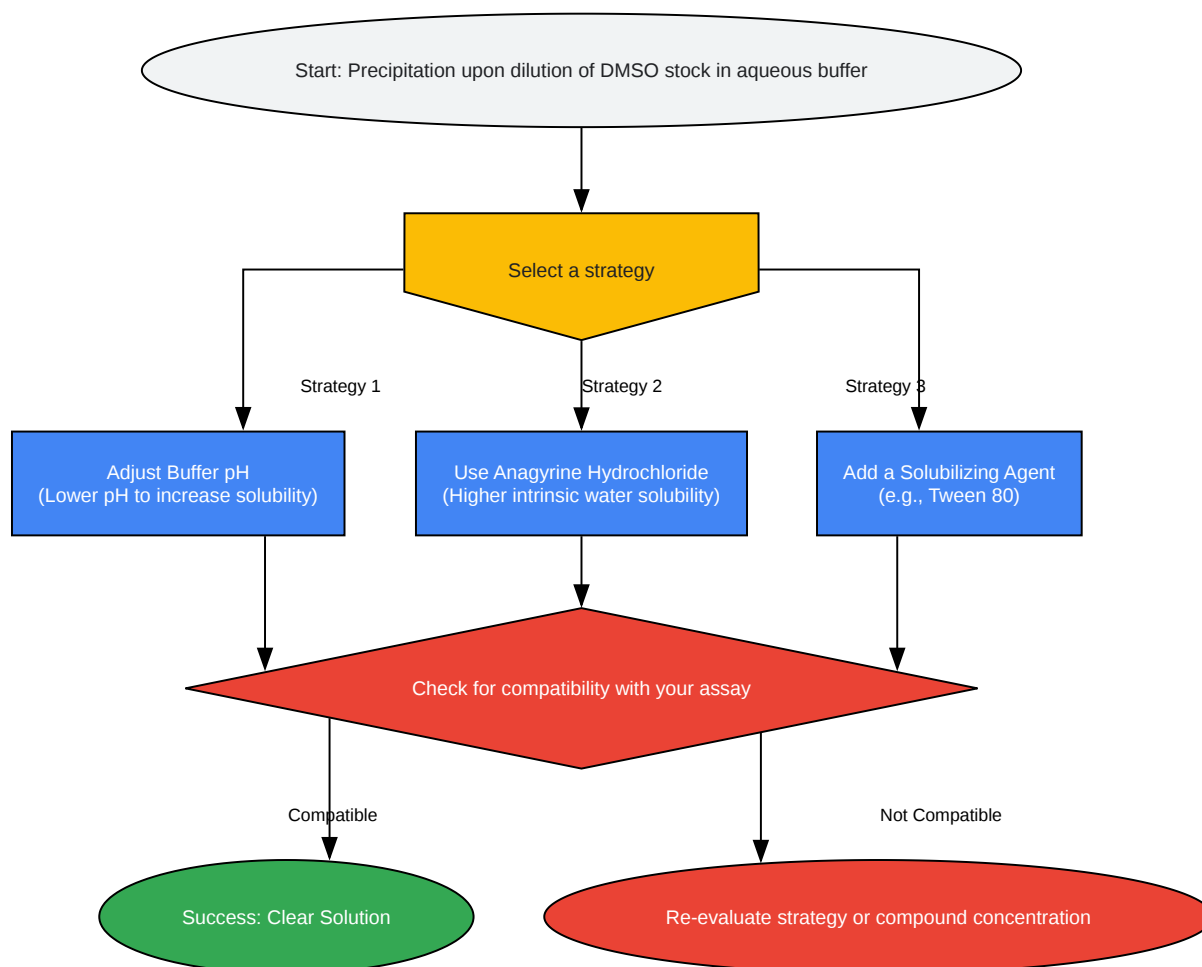 Start: Precipitation upon dilution of DMSO stock in aqueous buffer
Select a strategy
Strategy 1
Strategy 2
Strategy 3
Adjust Buffer pH
(Lower pH to increase solubility)
Use Anagyrine Hydrochloride
(Higher intrinsic water solubility)
Add a Solubilizing Agent
(e.g., Tween 80)
Check for compatibility with your assay
Compatible
Not Compatible
Success: Clear Solution
Re-evaluate strategy or compound concentration